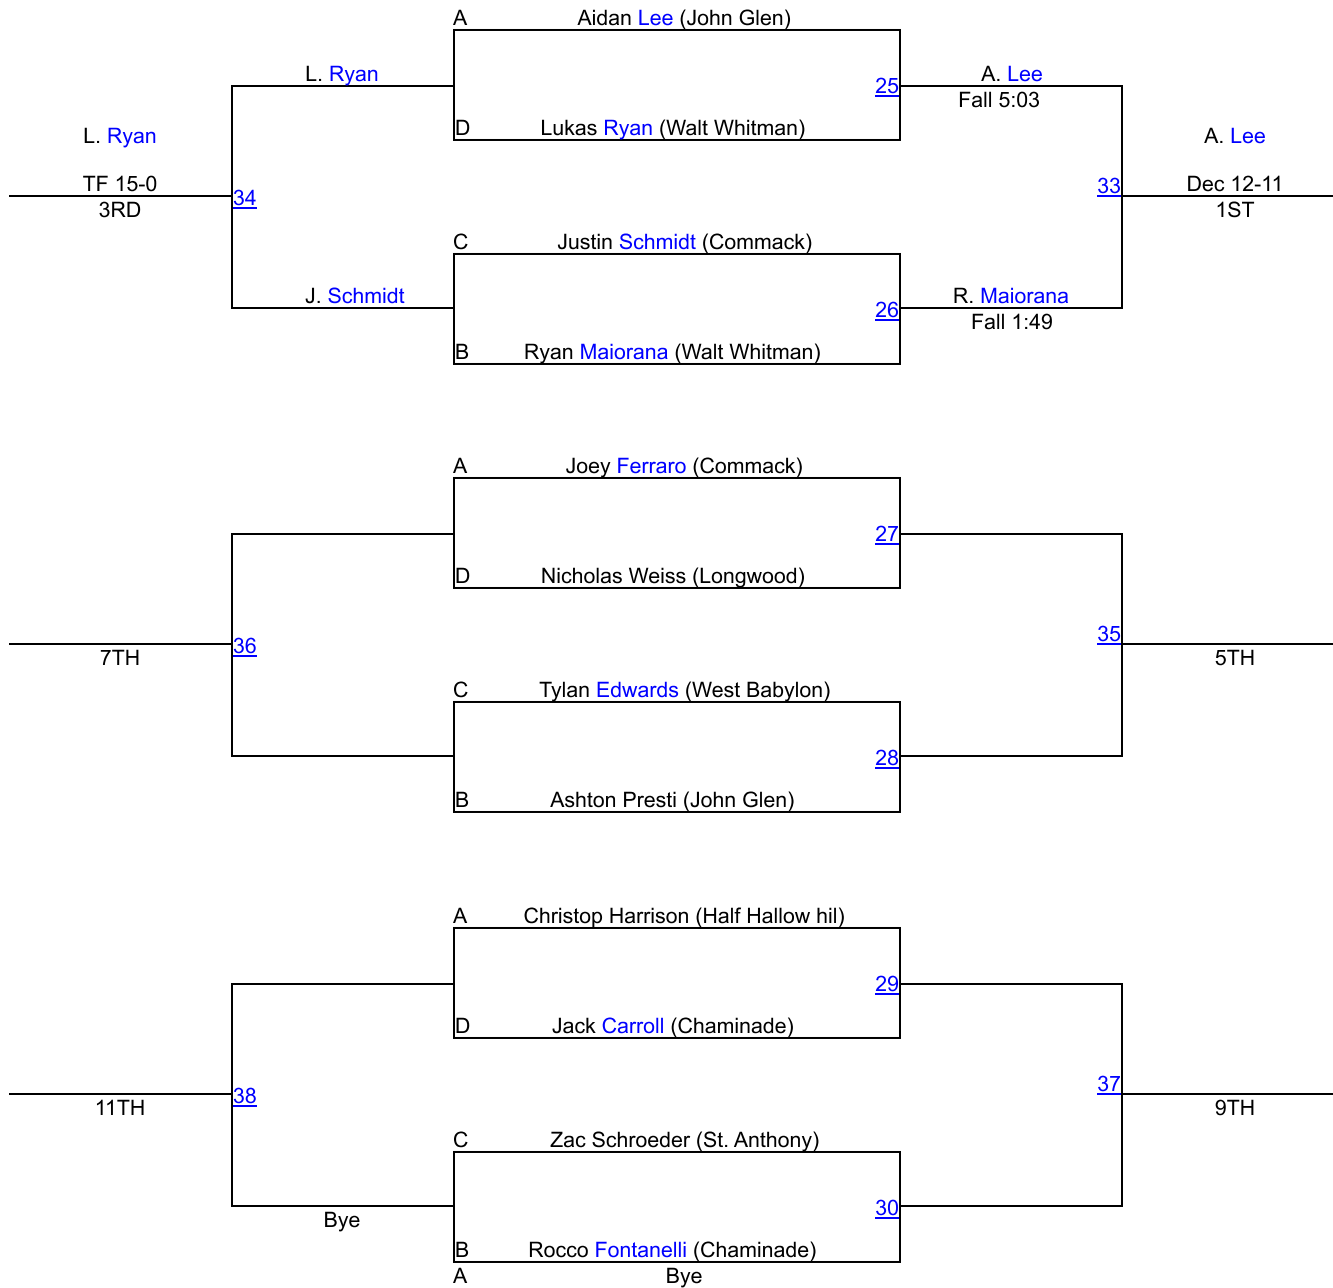 A Aidan Lee (John Glen)
L. Ryan
25
A. Lee
Fall 5:03
D Lukas Ryan (Walt Whitman)
L. Ryan
TF 15-0
3RD
34
33
A. Lee
Dec 12-11
1ST
C Justin Schmidt (Commack)
J. Schmidt
26
R. Maiorana
Fall 1:49
B Ryan Maiorana (Walt Whitman)
A Joey Ferraro (Commack)
27
D Nicholas Weiss (Longwood)
7TH
36
35
5TH
C Tylan Edwards (West Babylon)
28
B Ashton Presti (John Glen)
A Christop Harrison (Half Hallow hil)
29
D Jack Carroll (Chaminade)
11TH
38
37
9TH
C Zac Schroeder (St. Anthony)
Bye
30
B Rocco Fontanelli (Chaminade)
A Bye